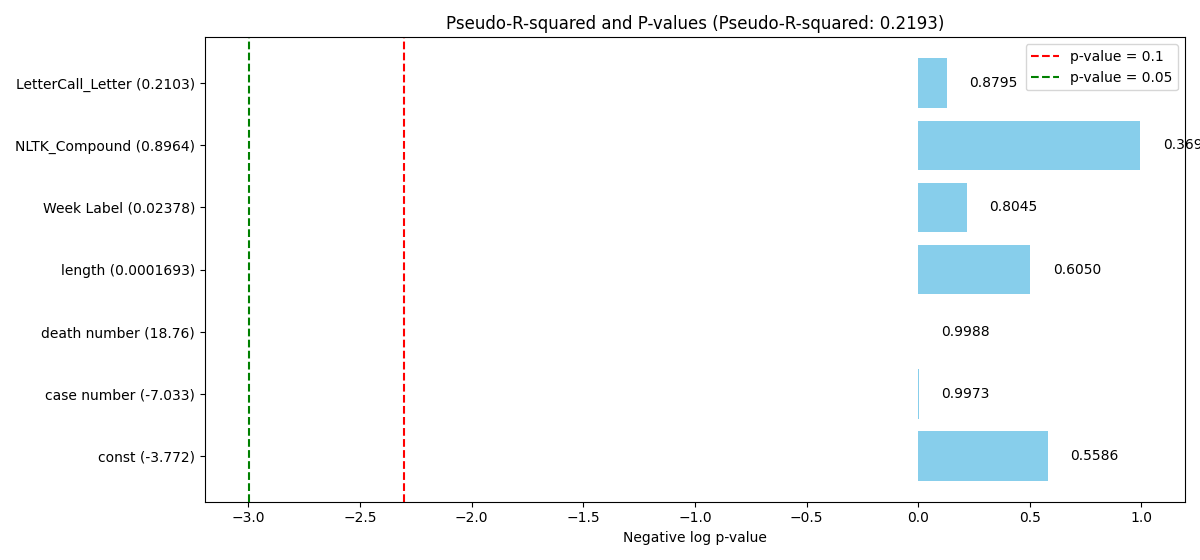 Pseudo-R-squared and P-values (Pseudo-R-squared: 0.2193)
p-value = 0.1
p-value = 0.05
LetterCall_Letter (0.2103)
0.8795
NLTK_Compound (0.8964)
0.369
Week Label (0.02378)
0.8045
length (0.0001693)
0.6050
death number (18.76)
0.9988
case number (-7.033)
0.9973
const (-3.772)
0.5586
−3.0 −2.5 −2.0 −1.5 −1.0 −0.5 0.0 0.5 1.0
Negative log p-value